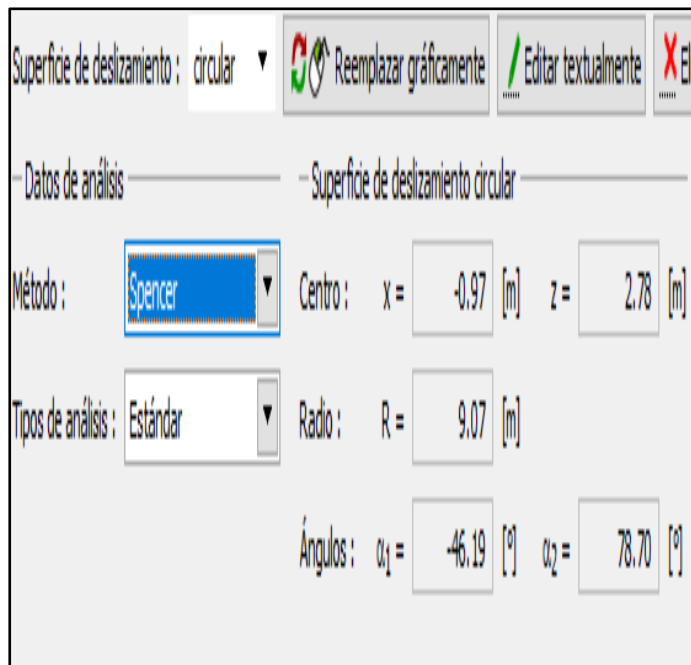 Superficie de deslizamiento : circular Reemplazar gráficamente Editar textualmente
Datos de análisis Superficie de deslizamiento circular
Método : Spencer Centro : x = -0.97 [m] z = 2.78 [m]
Tipos de análisis : Estándar Radio : R = 9.07 [m]
Ángulos : α1 = -46.19 [°] α2 = 78.70 [°]